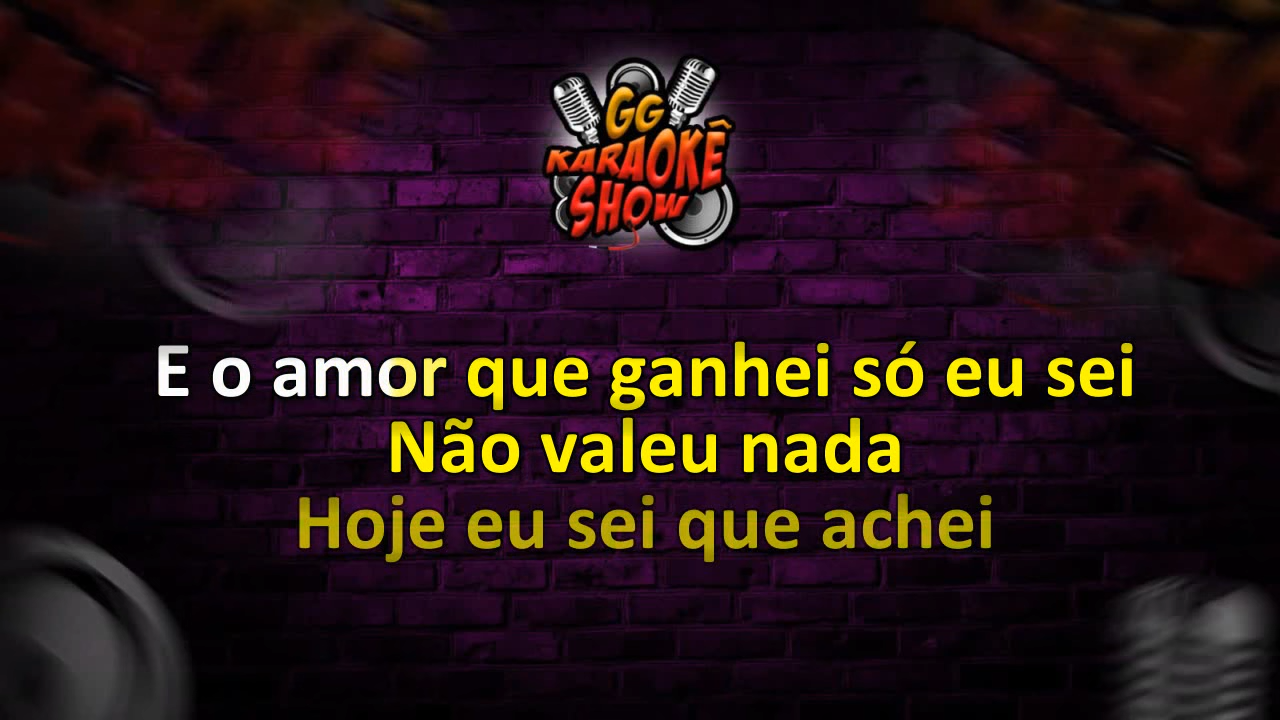 GG
KARAOKÊ
SHOW
E o amor que ganhei só eu sei
Não valeu nada
Hoje eu sei que achei